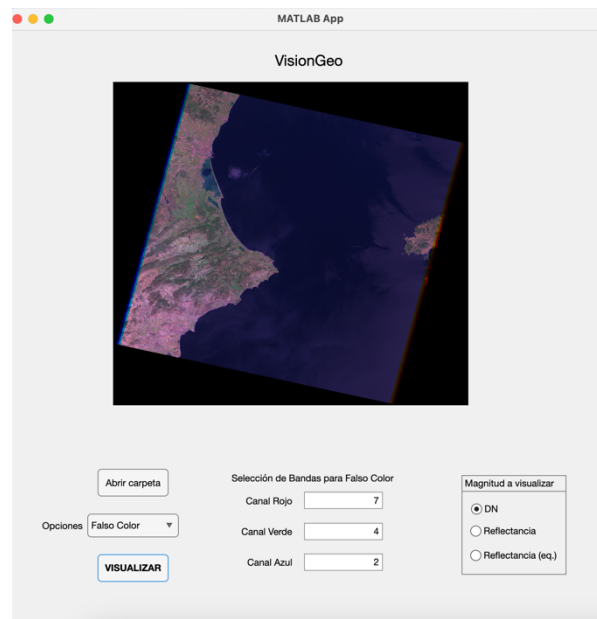 MATLAB App
VisionGeo
Abrir carpeta
Opciones Falso Color
VISUALIZAR
Selección de Bandas para Falso Color
Canal Rojo 7
Canal Verde 4
Canal Azul 2
Magnitud a visualizar
DN
Reflectancia
Reflectancia (eq.)